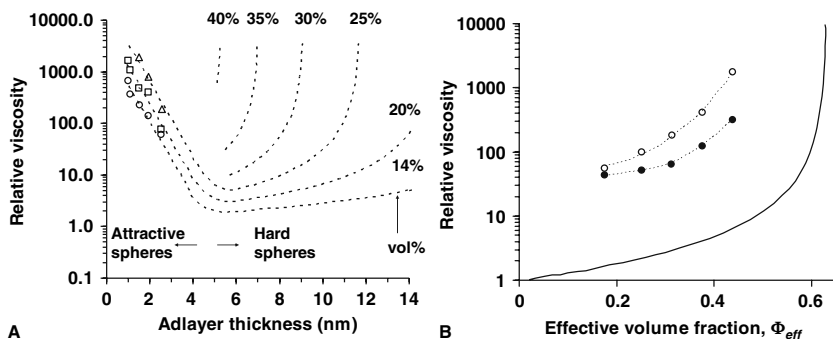 40% 35% 30% 25%
10000.0
1000.0
100.0
10.0
1.0
0.1
Relative viscosity
20%
14%
Attractive
spheres
Hard
spheres
vol%
0 2 4 6 8 10 12 14
Adlayer thickness (nm)
A
10000
1000
100
10
1
Relative viscosity
0 0.2 0.4 0.6
Effective volume fraction, Φeff
B